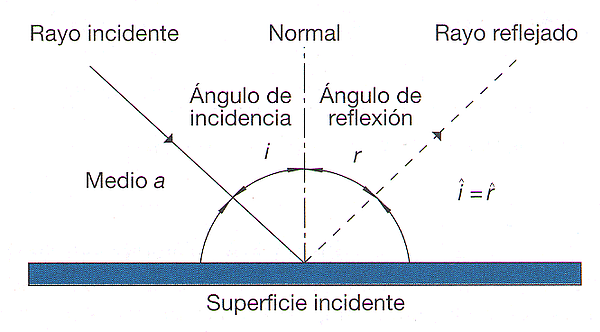 Rayo incidente
Normal
Rayo reflejado
Ángulo de
incidencia
Ángulo de
reflexión
i
r
Medio a
î = r̂
Superficie incidente